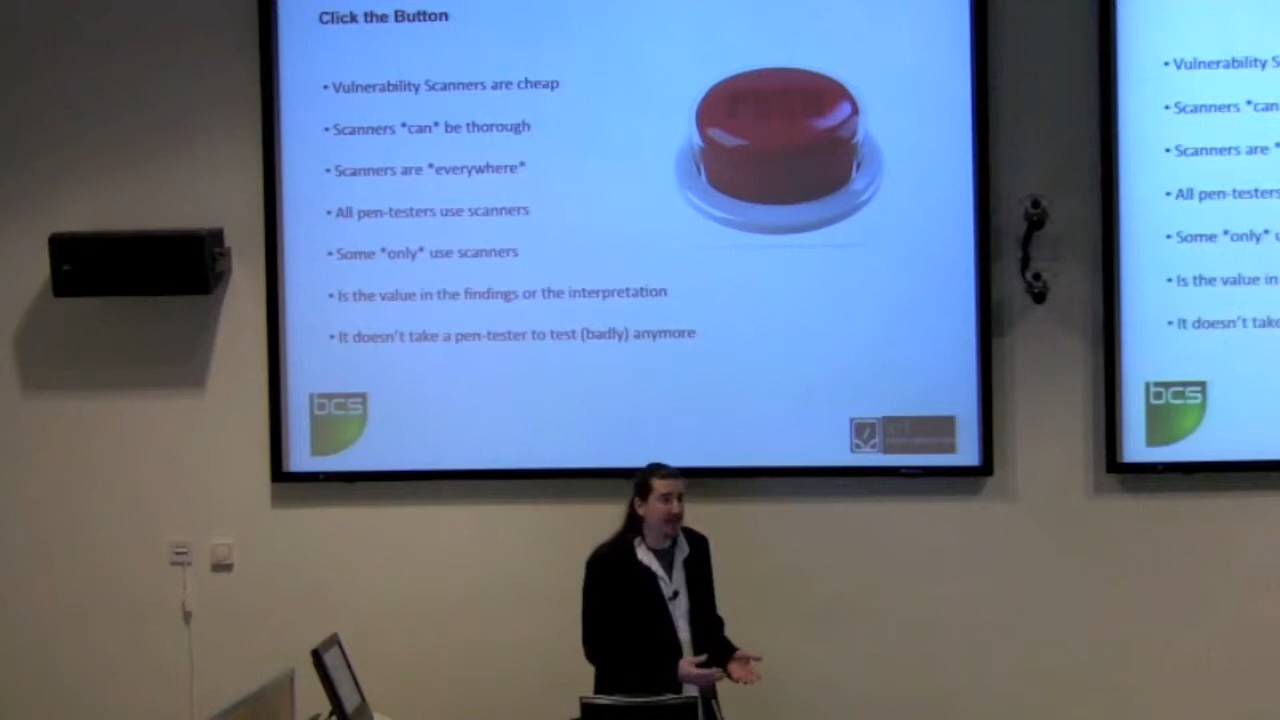 Click the Button
• Vulnerability Scanners are cheap
• Scanners *can* be thorough
• Scanners are *everywhere*
• All pen-testers use scanners
• Some *only* use scanners
• Is the value in the findings or the interpretation
• It doesn't take a pen-tester to test (badly) anymore
bcs
• Vulnerability S
• Scanners *can
• Scanners are *
• All pen-testers
• Some *only* u
• Is the value in
• It doesn't take
bcs